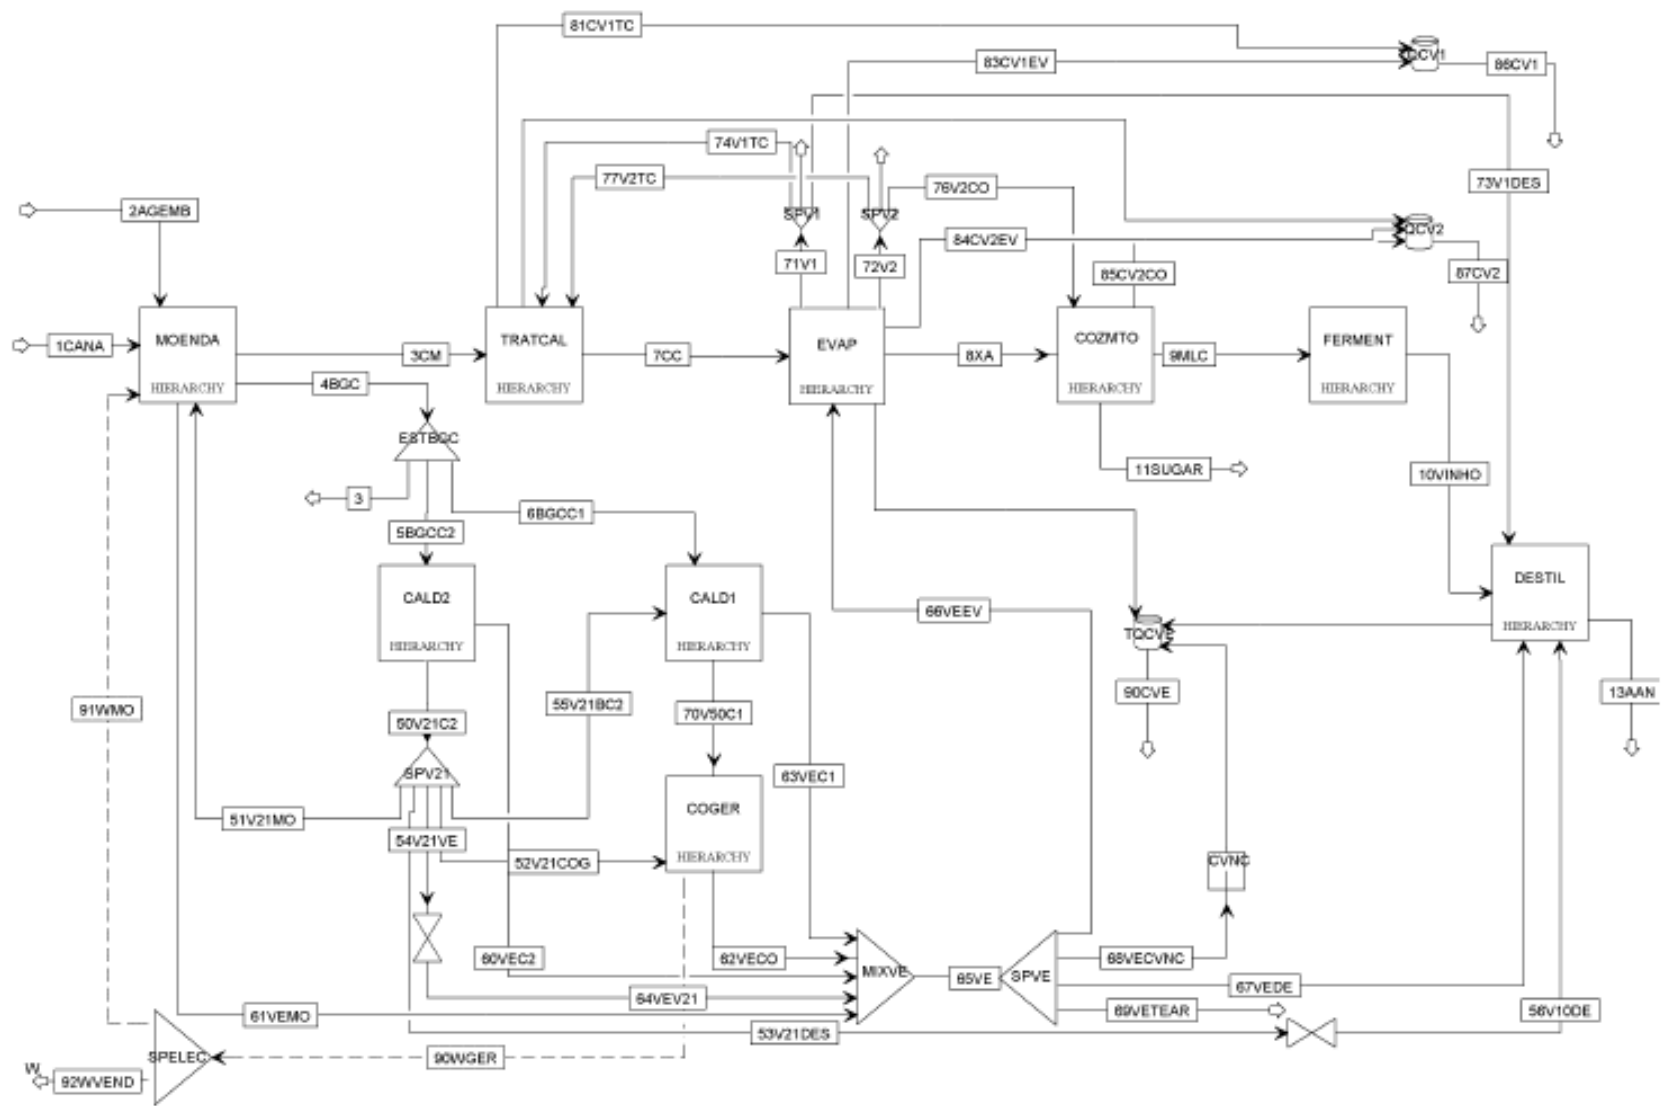 81CV1TC
83CV1EV
QCV1
86CV1
74V1TC
77V2TC
76V2CO
73V1DES
2AGEMB
SPV1
SPV2
84CV2EV
QCV2
71V1
72V2
85CV2CO
87CV2
1CANA
MOENDA
HIERARCHY
3CM
TRATCAL
HIERARCHY
7CC
EVAP
HIERARCHY
8XA
COZMTO
HIERARCHY
9MLC
FERMENT
HIERARCHY
4BGC
ESTBGC
3
6BGCC1
11SUGAR
10VINHO
5BGCC2
CALD2
HIERARCHY
CALD1
HIERARCHY
66VEEV
DESTIL
HIERARCHY
91WMO
50V21C2
55V21BC2
70V50C1
90CVE
13AAN
SPV21
63VEC1
51V21MO
54V21VE
COGER
HIERARCHY
52V21COG
CVNC
60VEC2
62VECO
MIXVE
65VE
SPVE
68VECVNC
67VEDE
64VEV21
69VETEAR
56V10DE
61VEMO
53V21DES
SPELEC
90WGER
W
92WVEND